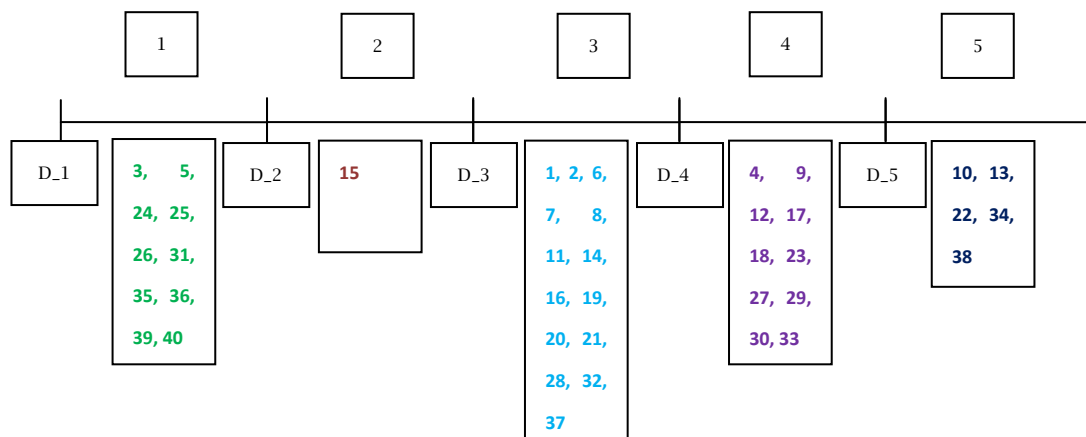 1 2 3 4 5
D_1
3, 5,
24, 25,
26, 31,
35, 36,
39, 40
D_2
15
D_3
1, 2, 6,
7, 8,
11, 14,
16, 19,
20, 21,
28, 32,
37
D_4
4, 9,
12, 17,
18, 23,
27, 29,
30, 33
D_5
10, 13,
22, 34,
38